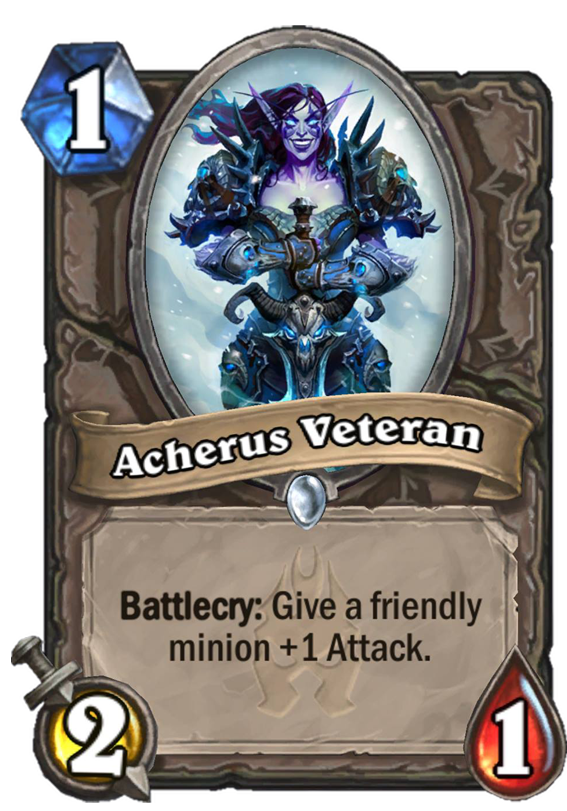 1
Acherus Veteran
Battlecry: Give a friendly
minion +1 Attack.
2
1